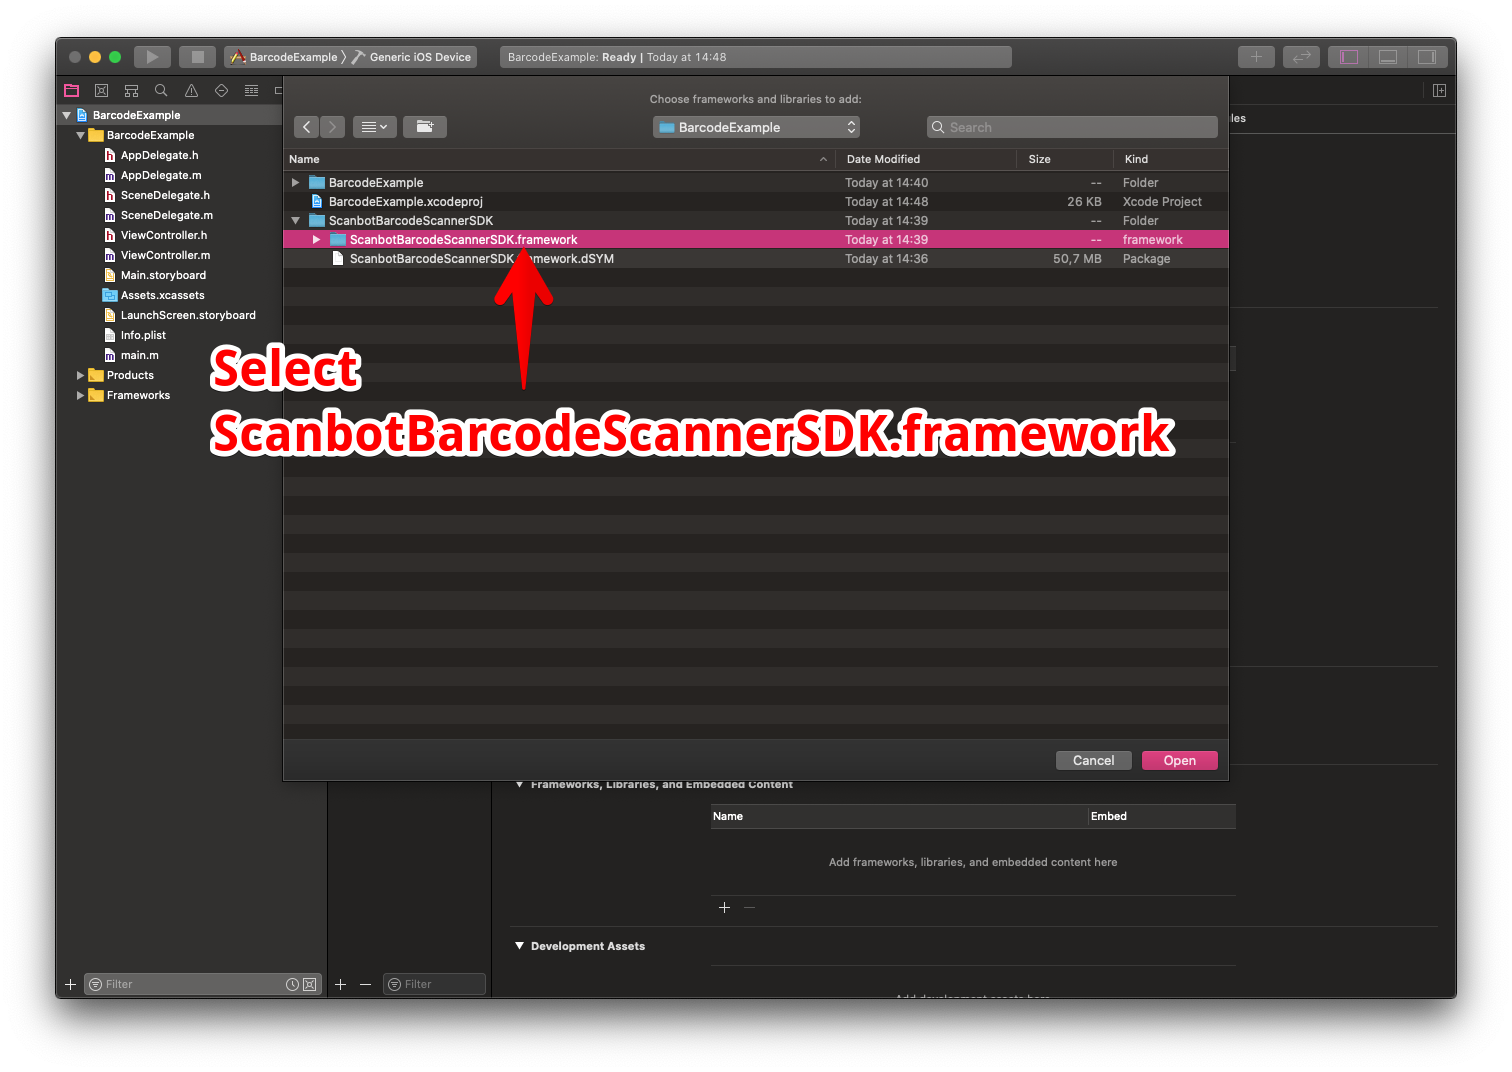 BarcodeExample Generic iOS Device
BarcodeExample: Ready | Today at 14:48
Choose frameworks and libraries to add:
BarcodeExample
Search
Name Date Modified Size Kind
BarcodeExample Today at 14:40 -- Folder
BarcodeExample.xcodeproj Today at 14:48 26 KB Xcode Project
ScanbotBarcodeScannerSDK Today at 14:39 -- Folder
ScanbotBarcodeScannerSDK.framework Today at 14:39 -- framework
ScanbotBarcodeScannerSDK.framework.dSYM Today at 14:36 50,7 MB Package
BarcodeExample
BarcodeExample
AppDelegate.h
AppDelegate.m
SceneDelegate.h
SceneDelegate.m
ViewController.h
ViewController.m
Main.storyboard
Assets.xcassets
LaunchScreen.storyboard
Info.plist
main.m
Products
Frameworks
Select
ScanbotBarcodeScannerSDK.framework
Cancel Open
Frameworks, Libraries, and Embedded Content
Name Embed
Add frameworks, libraries, and embedded content here
Development Assets
Add development assets here
Filter
Filter